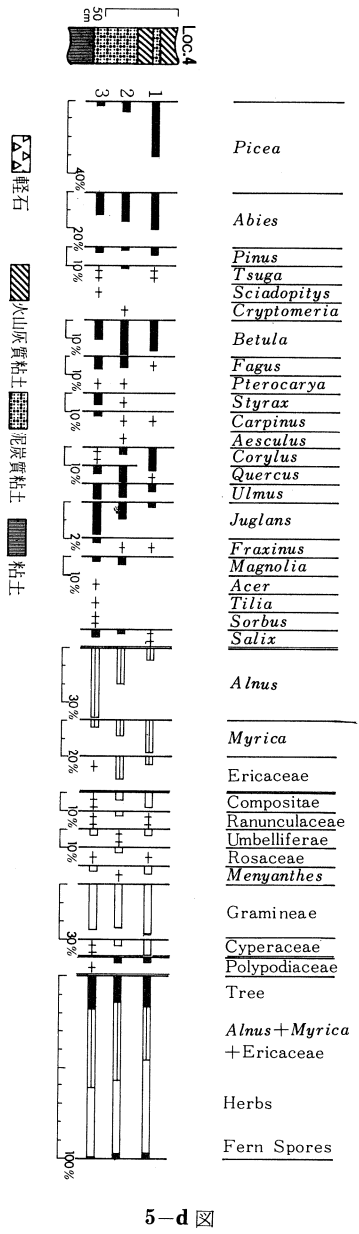 50
cm
Loc.4
1
2
3
Picea
40%
Abies
20%
Pinus
10%
Tsuga
Sciadopitys
Cryptomeria
Betula
10%
Fagus
10%
Pterocarya
Styrax
10%
Carpinus
Aesculus
Corylus
10%
Quercus
Ulmus
Juglans
2%
Fraxinus
Magnolia
10%
Acer
Tilia
Sorbus
Salix
Alnus
30%
Myrica
20%
Ericaceae
Compositae
10%
Ranunculaceae
Umbelliferae
10%
Rosaceae
Menyanthes
Gramineae
30%
Cyperaceae
Polypodiaceae
Tree
Alnus+Myrica
+Ericaceae
Herbs
Fern Spores
100%
軽石
火山灰質粘土
泥炭質粘土
粘土
5-d 図